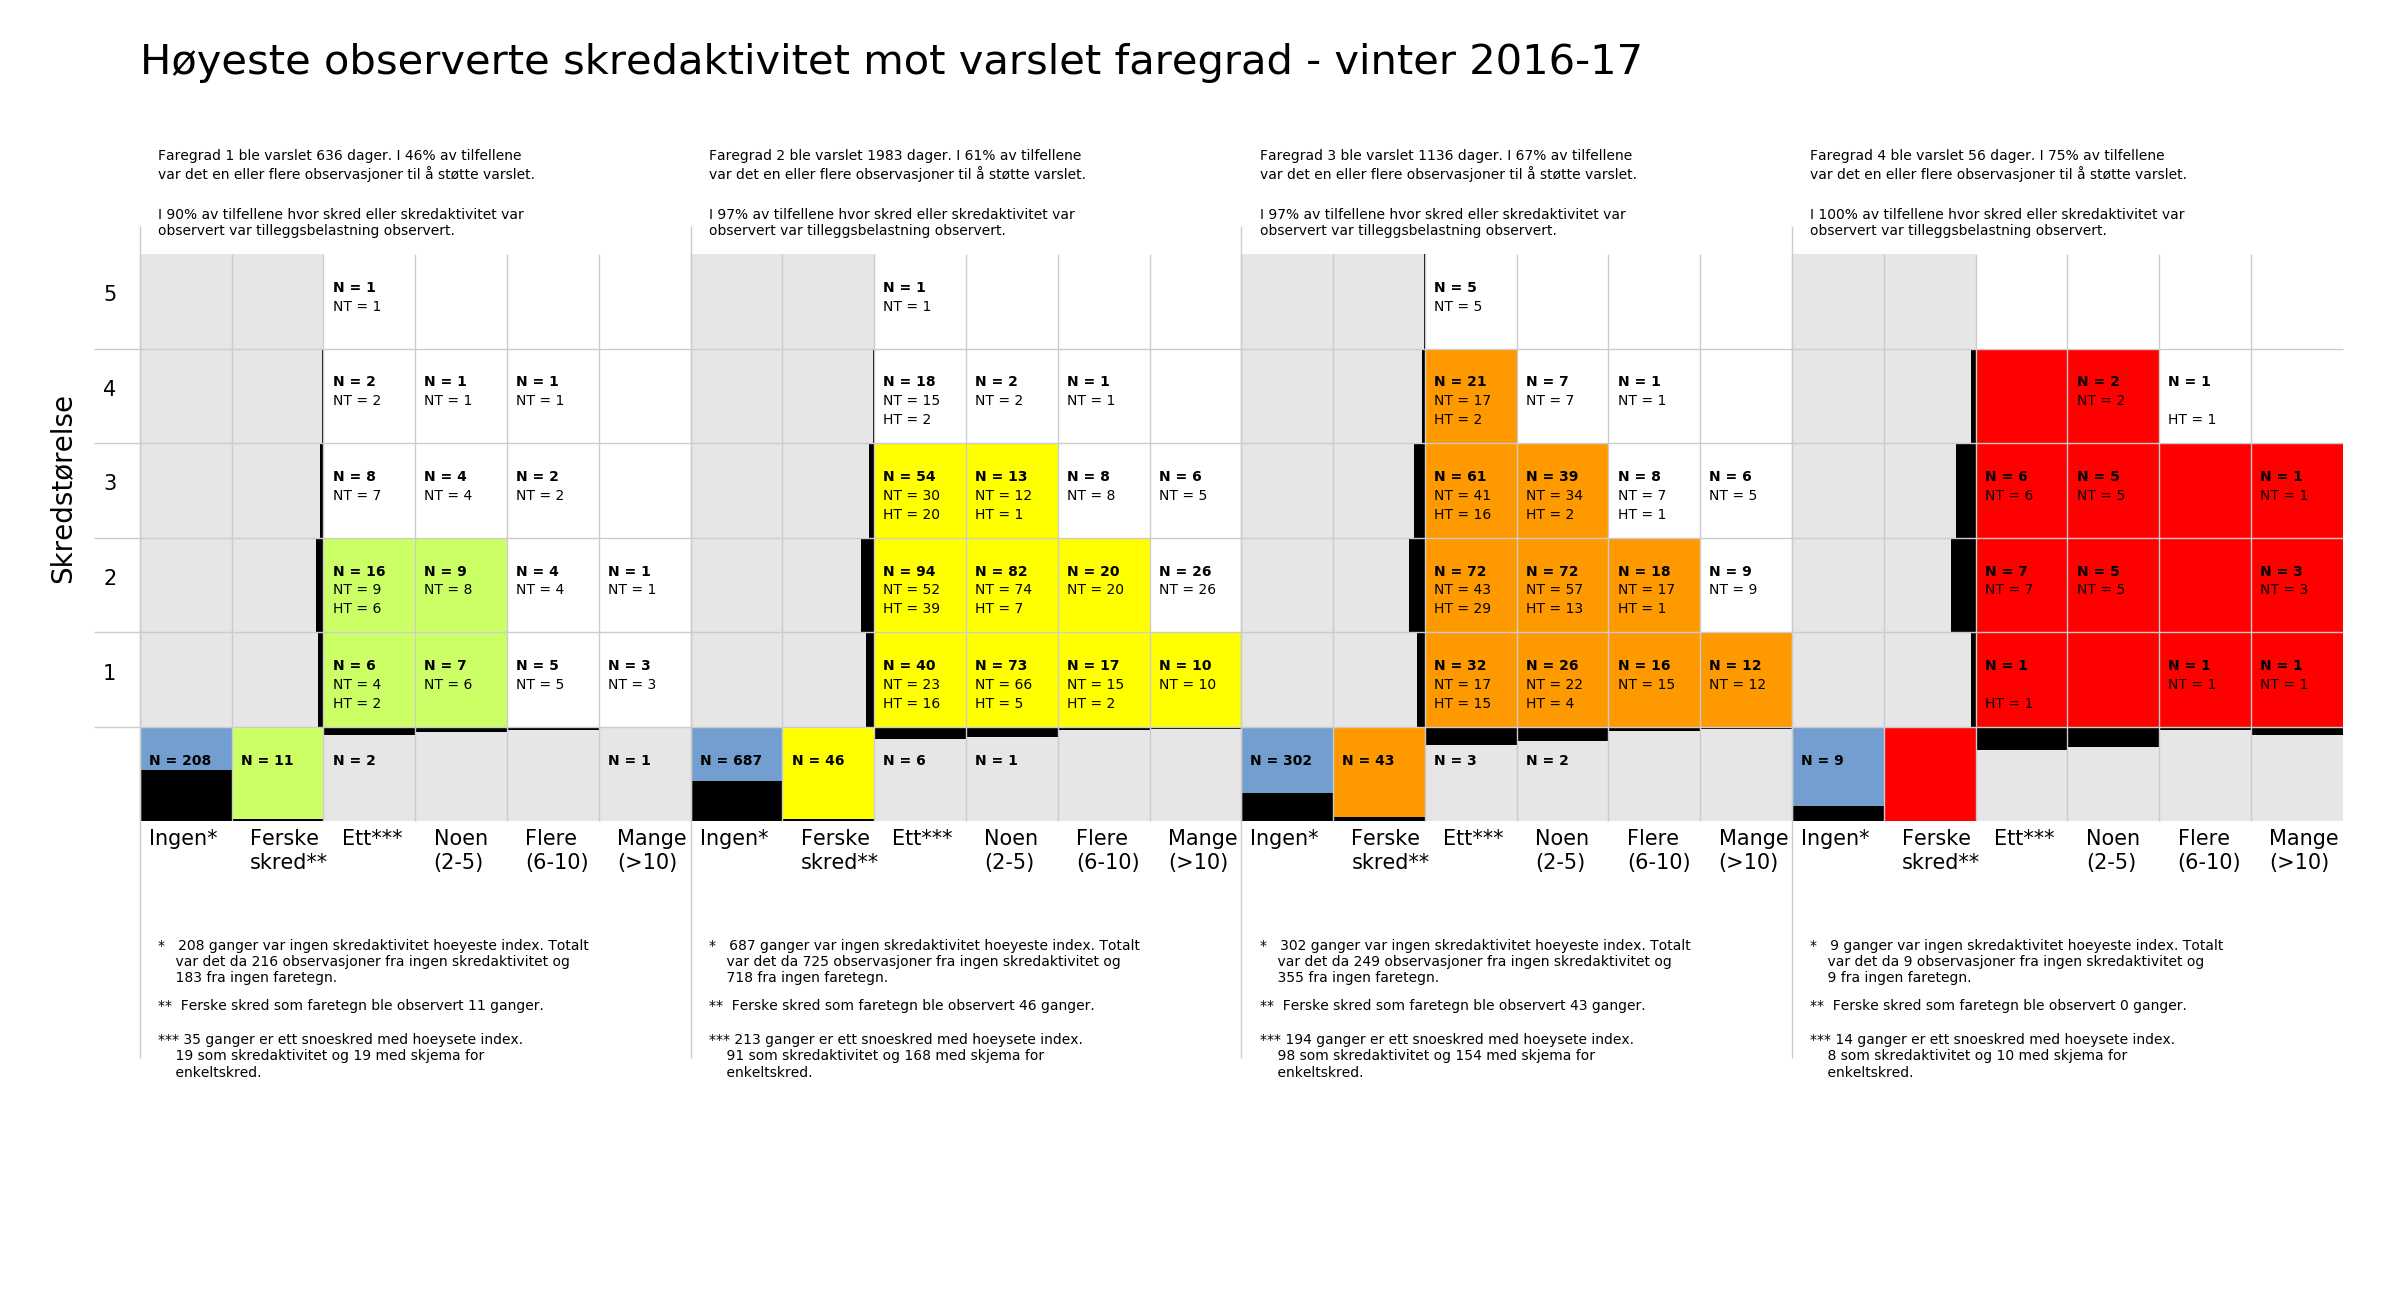 Høyeste observerte skredaktivitet mot varslet faregrad - vinter 2016-17
Faregrad 1 ble varslet 636 dager. I 46% av tilfellene
var det en eller flere observasjoner til å støtte varslet.
I 90% av tilfellene hvor skred eller skredaktivitet var
observert var tilleggsbelastning observert.
Faregrad 2 ble varslet 1983 dager. I 61% av tilfellene
var det en eller flere observasjoner til å støtte varslet.
I 97% av tilfellene hvor skred eller skredaktivitet var
observert var tilleggsbelastning observert.
Faregrad 3 ble varslet 1136 dager. I 67% av tilfellene
var det en eller flere observasjoner til å støtte varslet.
I 97% av tilfellene hvor skred eller skredaktivitet var
observert var tilleggsbelastning observert.
Faregrad 4 ble varslet 56 dager. I 75% av tilfellene
var det en eller flere observasjoner til å støtte varslet.
I 100% av tilfellene hvor skred eller skredaktivitet var
observert var tilleggsbelastning observert.
Skredstørelse
5
N = 1
NT = 1
N = 1
NT = 1
N = 5
NT = 5
4
N = 2
NT = 2
N = 1
NT = 1
N = 1
NT = 1
N = 18
NT = 15
HT = 2
N = 2
NT = 2
N = 1
NT = 1
N = 21
NT = 17
HT = 2
N = 7
NT = 7
N = 1
NT = 1
N = 2
NT = 2
N = 1
HT = 1
3
N = 8
NT = 7
N = 4
NT = 4
N = 2
NT = 2
N = 54
NT = 30
HT = 20
N = 13
NT = 12
HT = 1
N = 8
NT = 8
N = 6
NT = 5
N = 61
NT = 41
HT = 16
N = 39
NT = 34
HT = 2
N = 8
NT = 7
HT = 1
N = 6
NT = 5
N = 6
NT = 6
N = 5
NT = 5
N = 1
NT = 1
2
N = 16
NT = 9
HT = 6
N = 9
NT = 8
N = 4
NT = 4
N = 1
NT = 1
N = 94
NT = 52
HT = 39
N = 82
NT = 74
HT = 7
N = 20
NT = 20
N = 26
NT = 26
N = 72
NT = 43
HT = 29
N = 72
NT = 57
HT = 13
N = 18
NT = 17
HT = 1
N = 9
NT = 9
N = 7
NT = 7
N = 5
NT = 5
N = 3
NT = 3
1
N = 6
NT = 4
HT = 2
N = 7
NT = 6
N = 5
NT = 5
N = 3
NT = 3
N = 40
NT = 23
HT = 16
N = 73
NT = 66
HT = 5
N = 17
NT = 15
HT = 2
N = 10
NT = 10
N = 32
NT = 17
HT = 15
N = 26
NT = 22
HT = 4
N = 16
NT = 15
N = 12
NT = 12
N = 1
HT = 1
N = 1
NT = 1
N = 1
NT = 1
N = 208
N = 11
N = 2
N = 1
N = 687
N = 46
N = 6
N = 1
N = 302
N = 43
N = 3
N = 2
N = 9
Ingen*
Ferske
skred**
Ett***
Noen
(2-5)
Flere
(6-10)
Mange
(>10)
Ingen*
Ferske
skred**
Ett***
Noen
(2-5)
Flere
(6-10)
Mange
(>10)
Ingen*
Ferske
skred**
Ett***
Noen
(2-5)
Flere
(6-10)
Mange
(>10)
Ingen*
Ferske
skred**
Ett***
Noen
(2-5)
Flere
(6-10)
Mange
(>10)
* 208 ganger var ingen skredaktivitet hoeyeste index. Totalt
var det da 216 observasjoner fra ingen skredaktivitet og
183 fra ingen faretegn.
** Ferske skred som faretegn ble observert 11 ganger.
*** 35 ganger er ett snoeskred med hoeysete index.
19 som skredaktivitet og 19 med skjema for
enkeltskred.
* 687 ganger var ingen skredaktivitet hoeyeste index. Totalt
var det da 725 observasjoner fra ingen skredaktivitet og
718 fra ingen faretegn.
** Ferske skred som faretegn ble observert 46 ganger.
*** 213 ganger er ett snoeskred med hoeysete index.
91 som skredaktivitet og 168 med skjema for
enkeltskred.
* 302 ganger var ingen skredaktivitet hoeyeste index. Totalt
var det da 249 observasjoner fra ingen skredaktivitet og
355 fra ingen faretegn.
** Ferske skred som faretegn ble observert 43 ganger.
*** 194 ganger er ett snoeskred med hoeysete index.
98 som skredaktivitet og 154 med skjema for
enkeltskred.
* 9 ganger var ingen skredaktivitet hoeyeste index. Totalt
var det da 9 observasjoner fra ingen skredaktivitet og
9 fra ingen faretegn.
** Ferske skred som faretegn ble observert 0 ganger.
*** 14 ganger er ett snoeskred med hoeysete index.
8 som skredaktivitet og 10 med skjema for
enkeltskred.